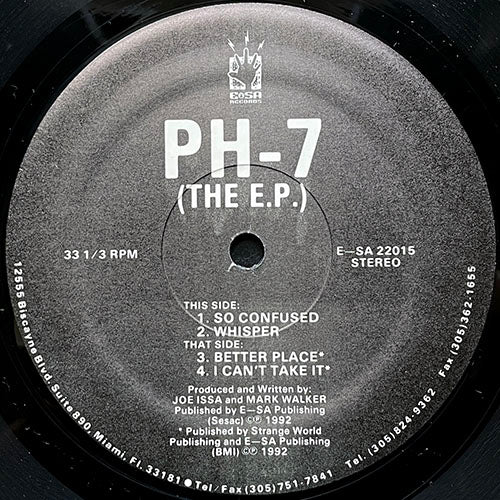 E-SA
RECORDS
PH-7
(THE E.P.)
33 1/3 RPM
E—SA 22015
STEREO
THIS SIDE:
1. SO CONFUSED
2. WHISPER
THAT SIDE:
3. BETTER PLACE*
4. I CAN'T TAKE IT*
Produced and Written by:
JOE ISSA and MARK WALKER
Published by E—SA Publishing
(Sesac) ©℗ 1992
* Published by Strange World
Publishing and E—SA Publishing
(BMI) ©℗ 1992
12555 Biscayne Blvd. Suite 890. Miami, Fl. 33181 ● Tel/Fax (305) 751-7841 Tel. (305) 824-9362 Fax (305) 362-1655